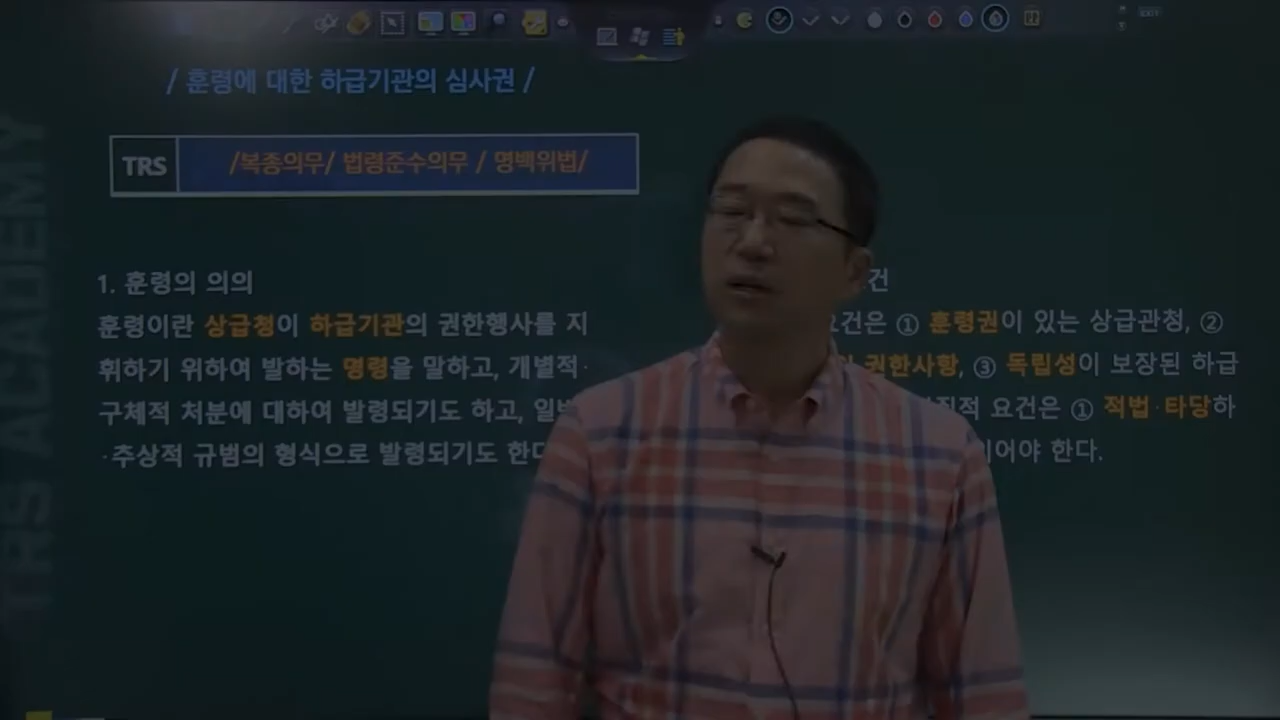 / 훈령에 대한 하급기관의 심사권 /
TRS /복종의무/ 법령준수의무 / 명백위법/
TRS ACADEMY
1. 훈령의 의의
훈령이란 상급청이 하급기관의 권한행사를 지
휘하기 위하여 발하는 명령을 말하고, 개별적·
구체적 처분에 대하여 발령되기도 하고,
·추상적 규범의 형식으로 발령되기도
건
요건은 ① 훈령권이 있는 상급관청, ②
권한사항, ③ 독립성이 보장된 하급
요건은 ① 적법·타당하
이어야 한다.